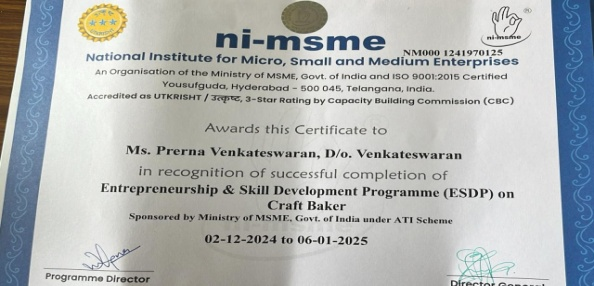 ni-msme
ni-msme
NM000 1241970125
National Institute for Micro, Small and Medium Enterprises
An Organisation of the Ministry of MSME, Govt. of India and ISO 9001:2015 Certified
Yousufguda, Hyderabad - 500 045, Telangana, India.
Accredited as UTKRISHT / उत्कृष्ट, 3-Star Rating by Capacity Building Commission (CBC)
Awards this Certificate to
Ms. Prerna Venkateswaran, D/o. Venkateswaran
in recognition of successful completion of
Entrepreneurship & Skill Development Programme (ESDP) on
Craft Baker
Sponsored by Ministry of MSME, Govt. of India under ATI Scheme
02-12-2024 to 06-01-2025
Programme Director
Director General